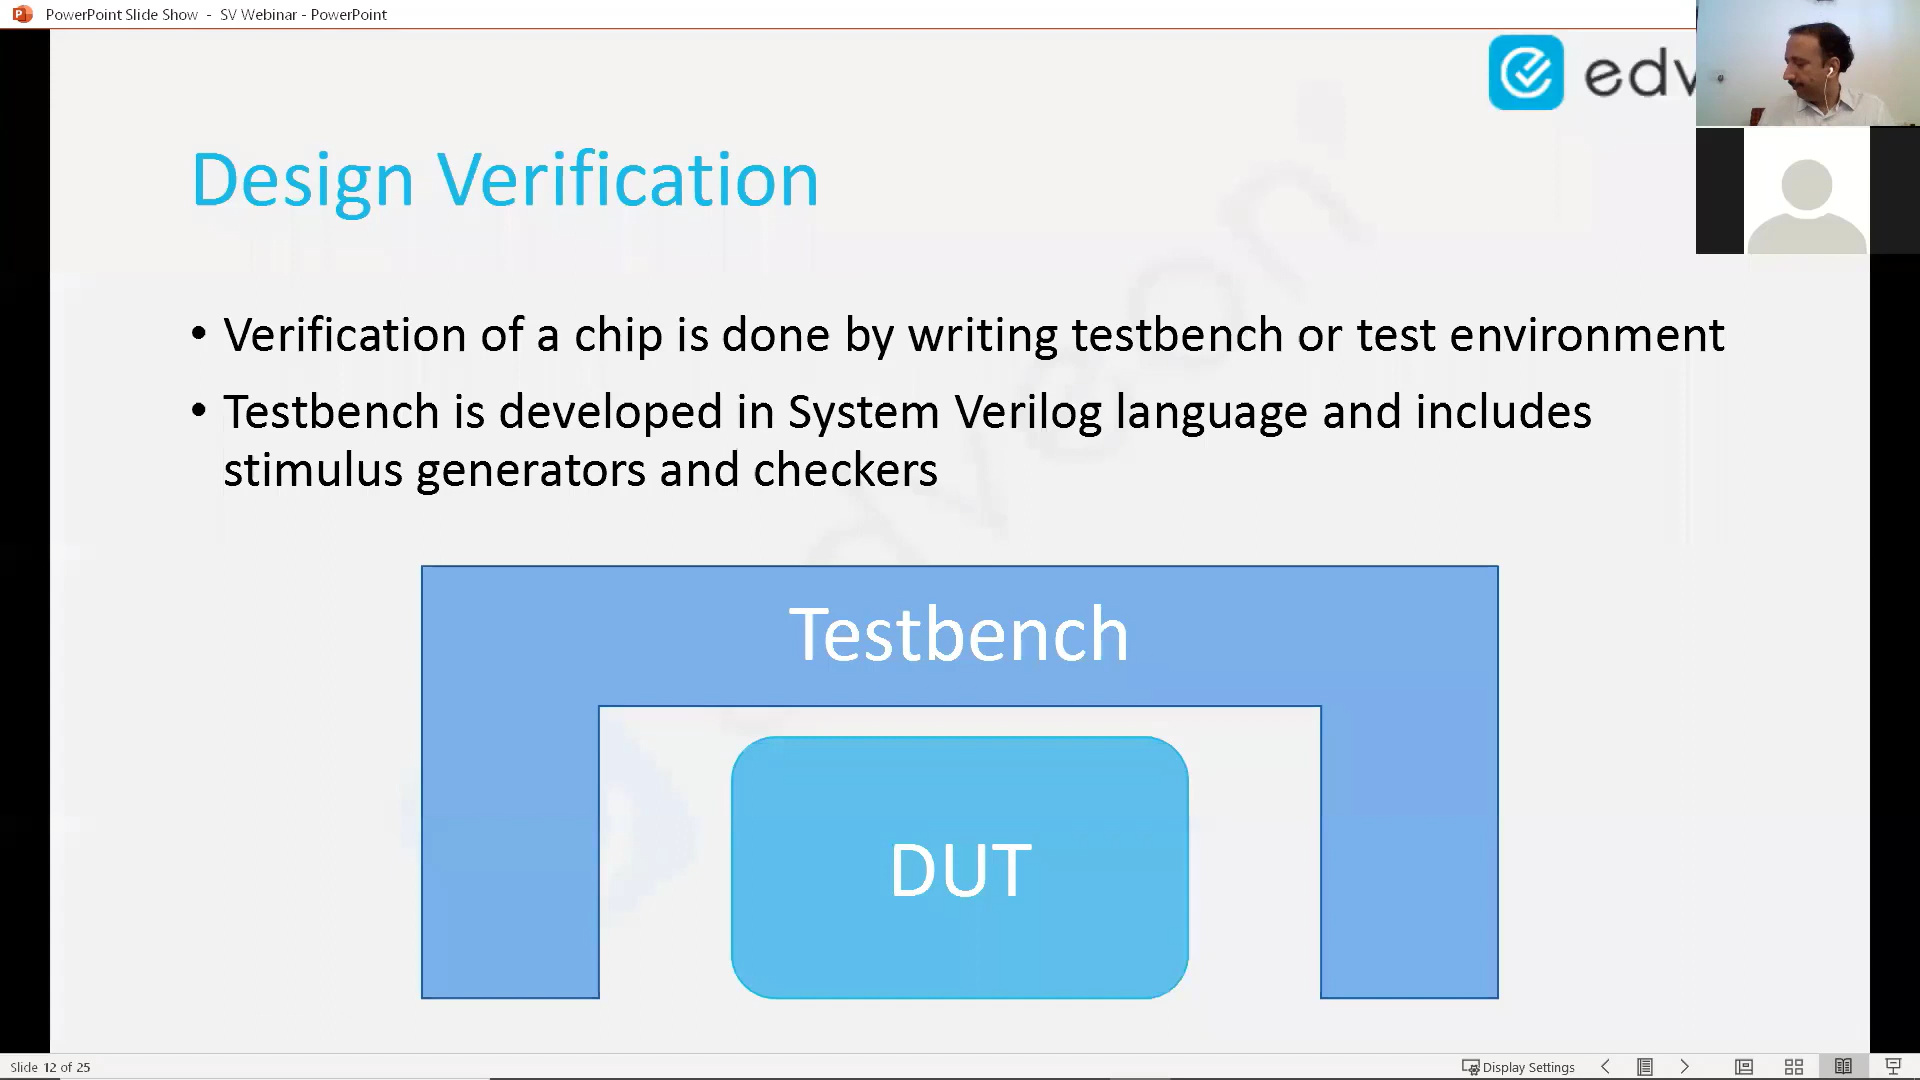 PowerPoint Slide Show - SV Webinar - PowerPoint
edv
Design Verification
• Verification of a chip is done by writing testbench or test environment
• Testbench is developed in System Verilog language and includes
stimulus generators and checkers
Testbench
DUT
Slide 12 of 25
Display Settings